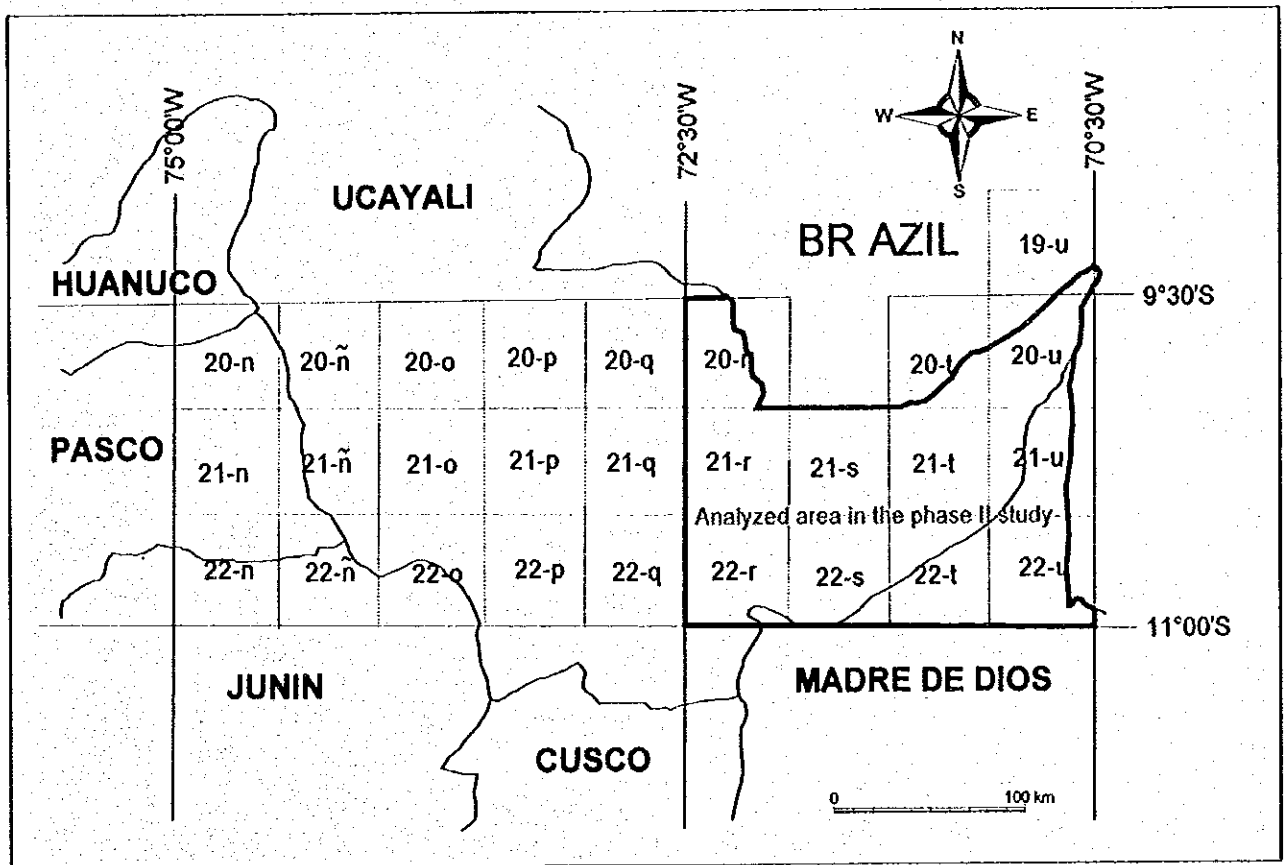 N
W E
S
75°00"W
72°30"W
70°30"W
UCAYALI
BR AZIL
19-u
HUANUCO
9°30'S
20-n 20-ñ 20-o 20-p 20-q 20-r 20-t 20-u
PASCO
21-n 21-ñ 21-o 21-p 21-q 21-r 21-s 21-t 21-u
Analyzed area in the phase II study
22-n 22-ñ 22-o 22-p 22-q 22-r 22-s 22-t 22-u
11°00'S
JUNIN
MADRE DE DIOS
CUSCO
0 100 km